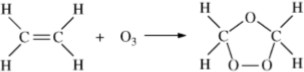 H H H O H
C=C + O₃ ⟶ C C
H H H O–O H